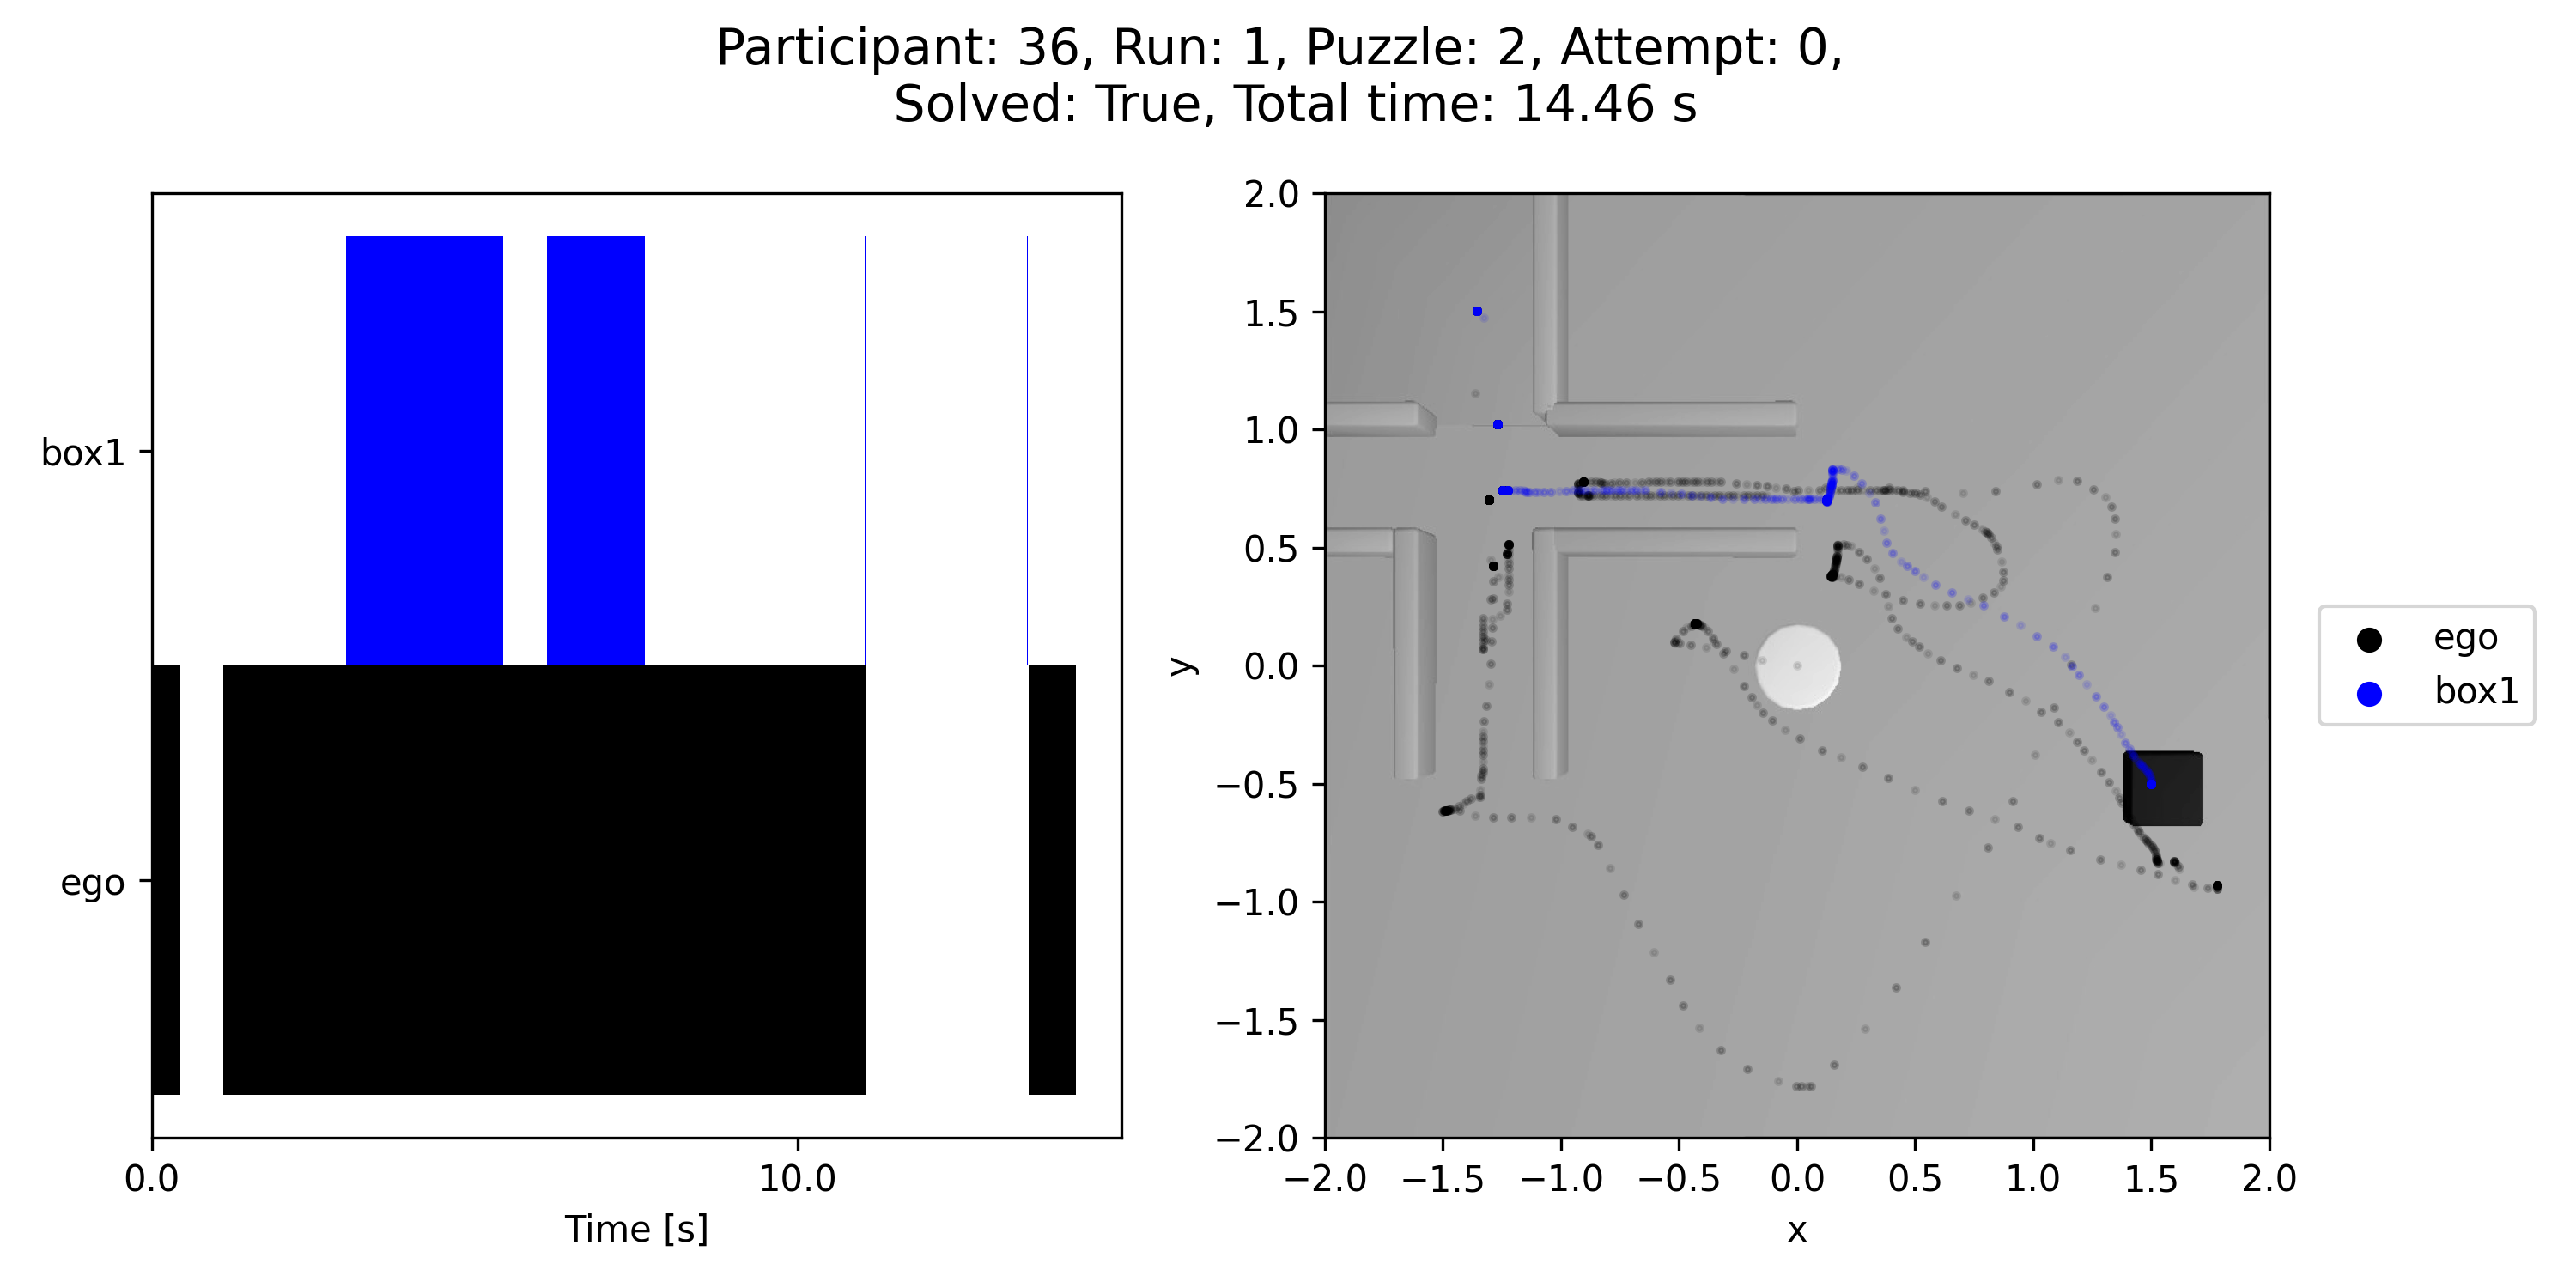 Participant: 36, Run: 1, Puzzle: 2, Attempt: 0,
Solved: True, Total time: 14.46 s
box1
ego
0.0
10.0
Time [s]
2.0
1.5
1.0
0.5
0.0
−0.5
−1.0
−1.5
−2.0
y
−2.0
−1.5
−1.0
−0.5
0.0
0.5
1.0
1.5
2.0
x
ego
box1